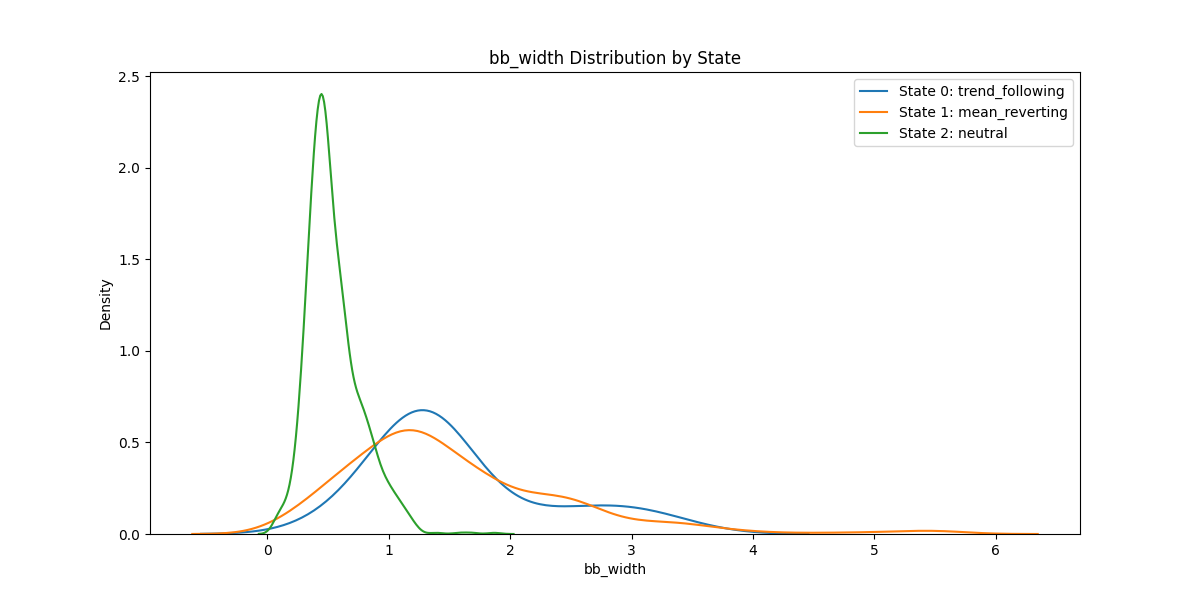 bb_width Distribution by State
State 0: trend_following
State 1: mean_reverting
State 2: neutral
Density
2.5
2.0
1.5
1.0
0.5
0.0
0 1 2 3 4 5 6
bb_width